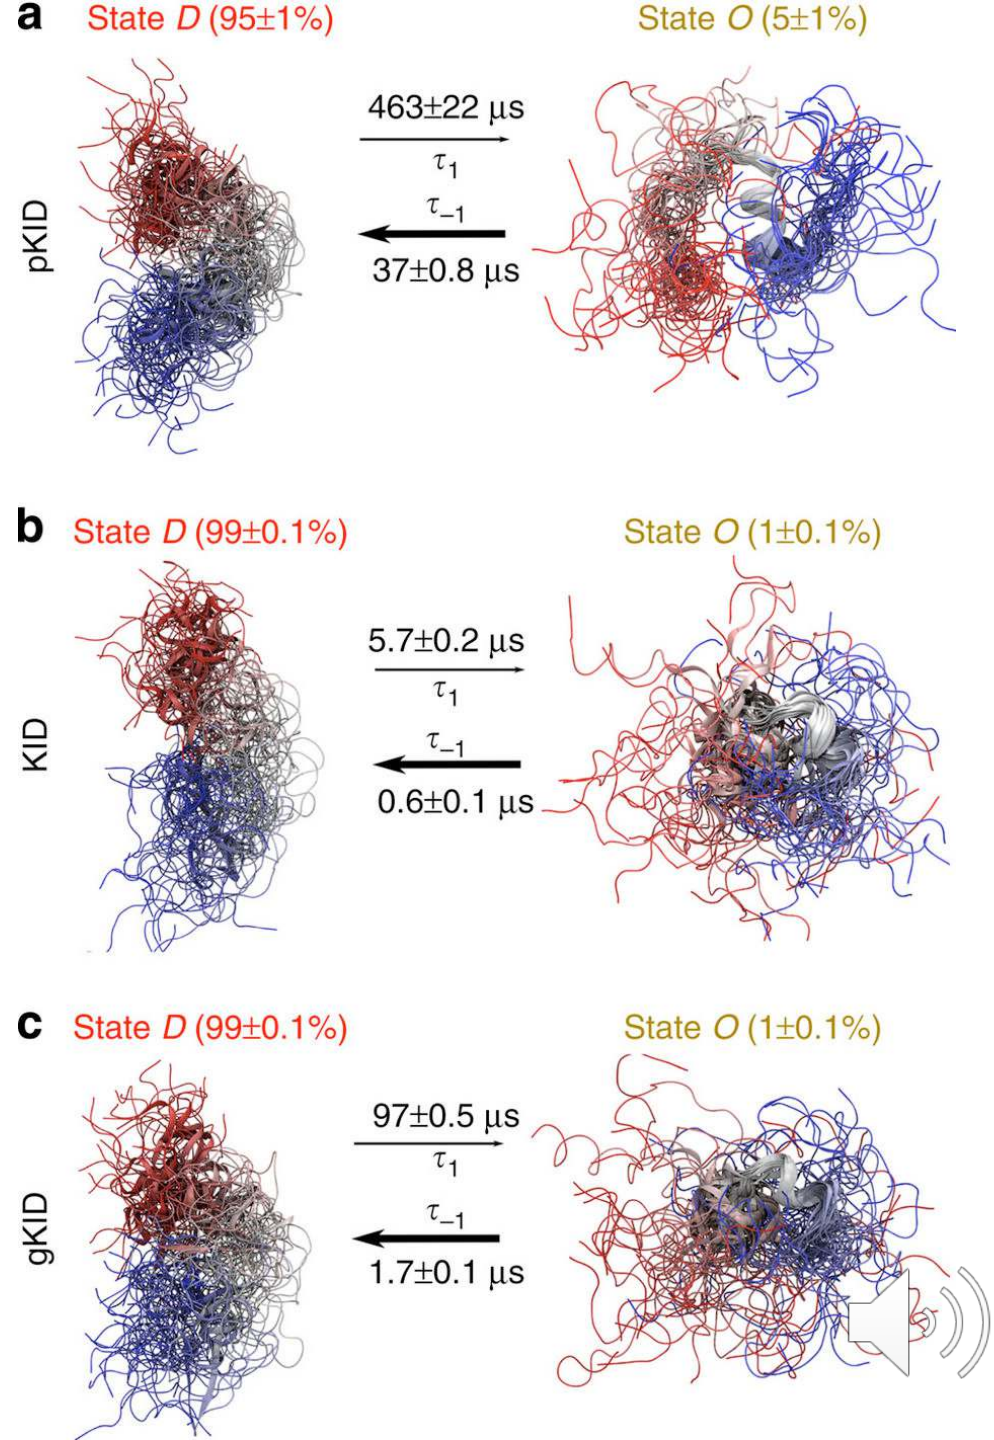 a State D (95±1%) State O (5±1%)
463±22 μs
τ1
τ−1
37±0.8 μs
pKID
b State D (99±0.1%) State O (1±0.1%)
5.7±0.2 μs
τ1
τ−1
0.6±0.1 μs
KID
c State D (99±0.1%) State O (1±0.1%)
97±0.5 μs
τ1
τ−1
1.7±0.1 μs
gKID